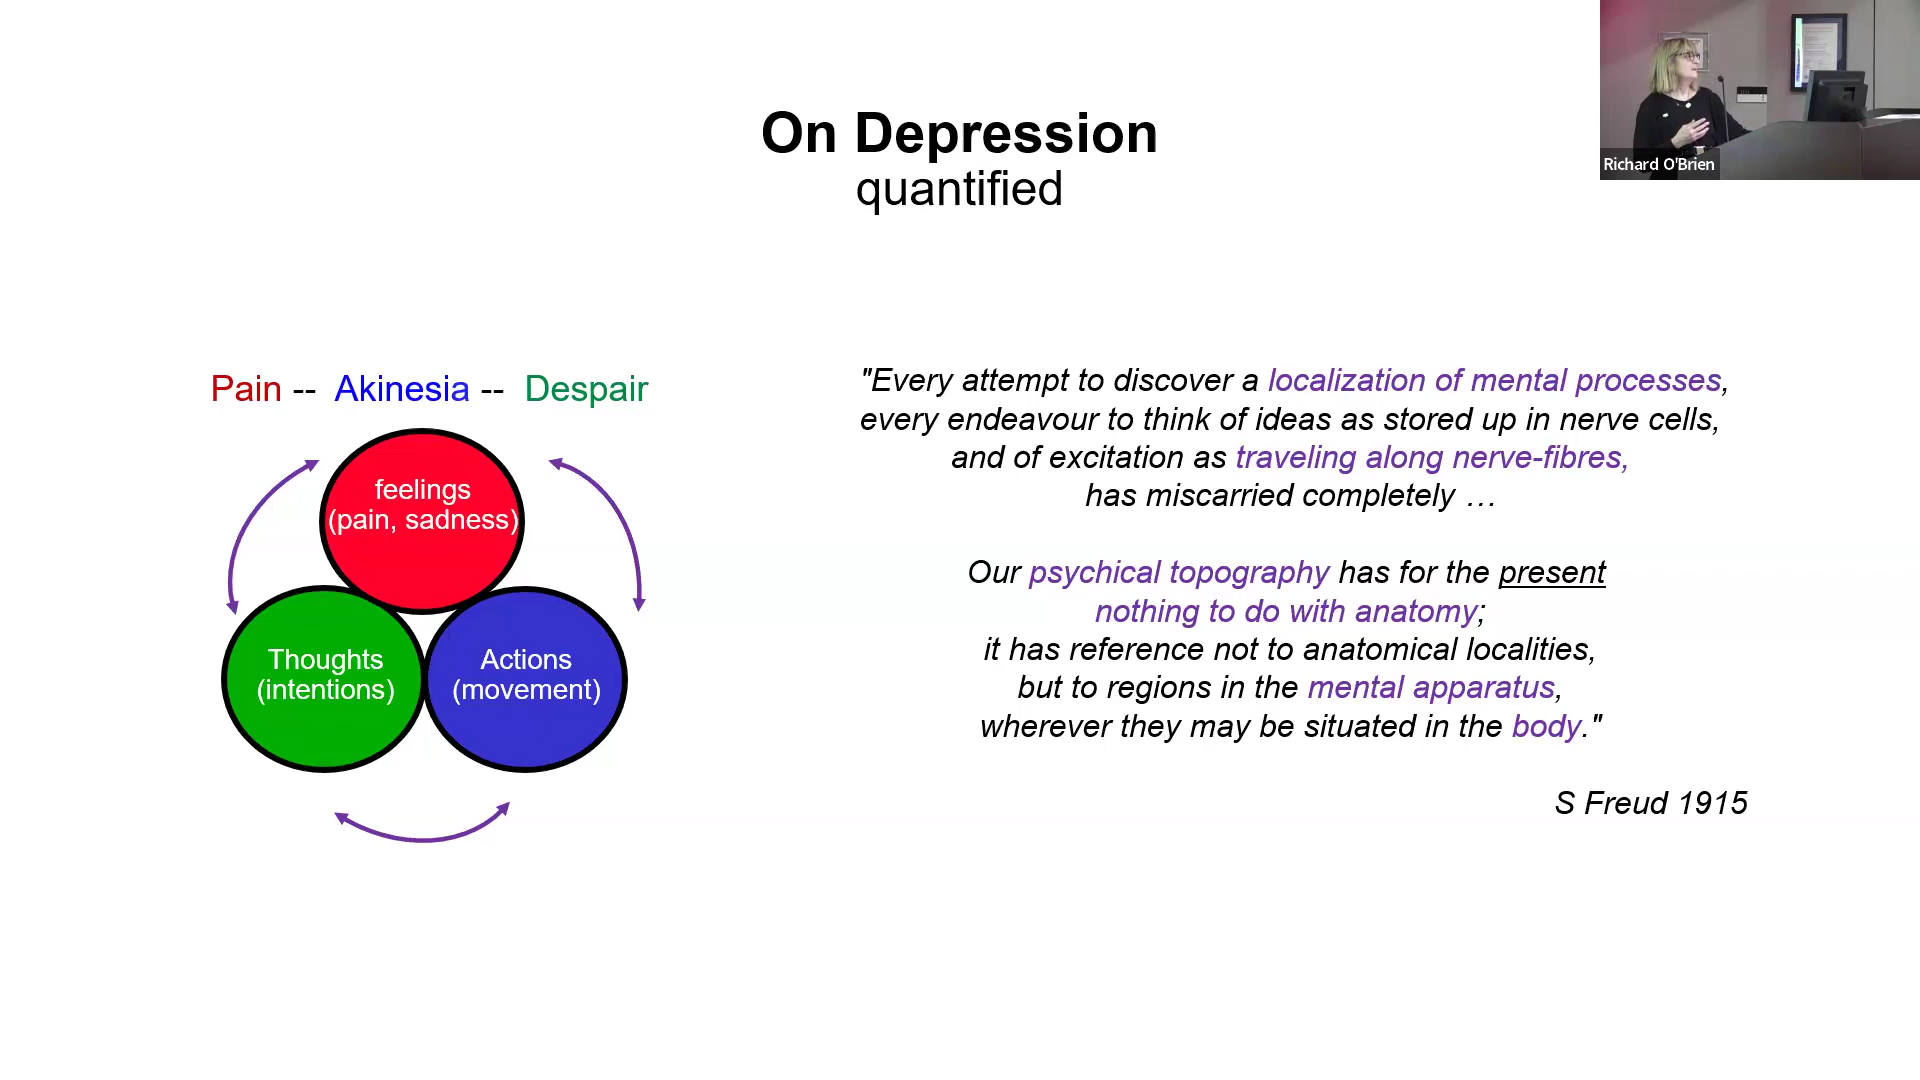 On Depression
quantified
Richard O'Brien
Pain -- Akinesia -- Despair
feelings
(pain, sadness)
Thoughts
(intentions)
Actions
(movement)
"Every attempt to discover a localization of mental processes,
every endeavour to think of ideas as stored up in nerve cells,
and of excitation as traveling along nerve-fibres,
has miscarried completely …
Our psychical topography has for the present
nothing to do with anatomy;
it has reference not to anatomical localities,
but to regions in the mental apparatus,
wherever they may be situated in the body."
S Freud 1915